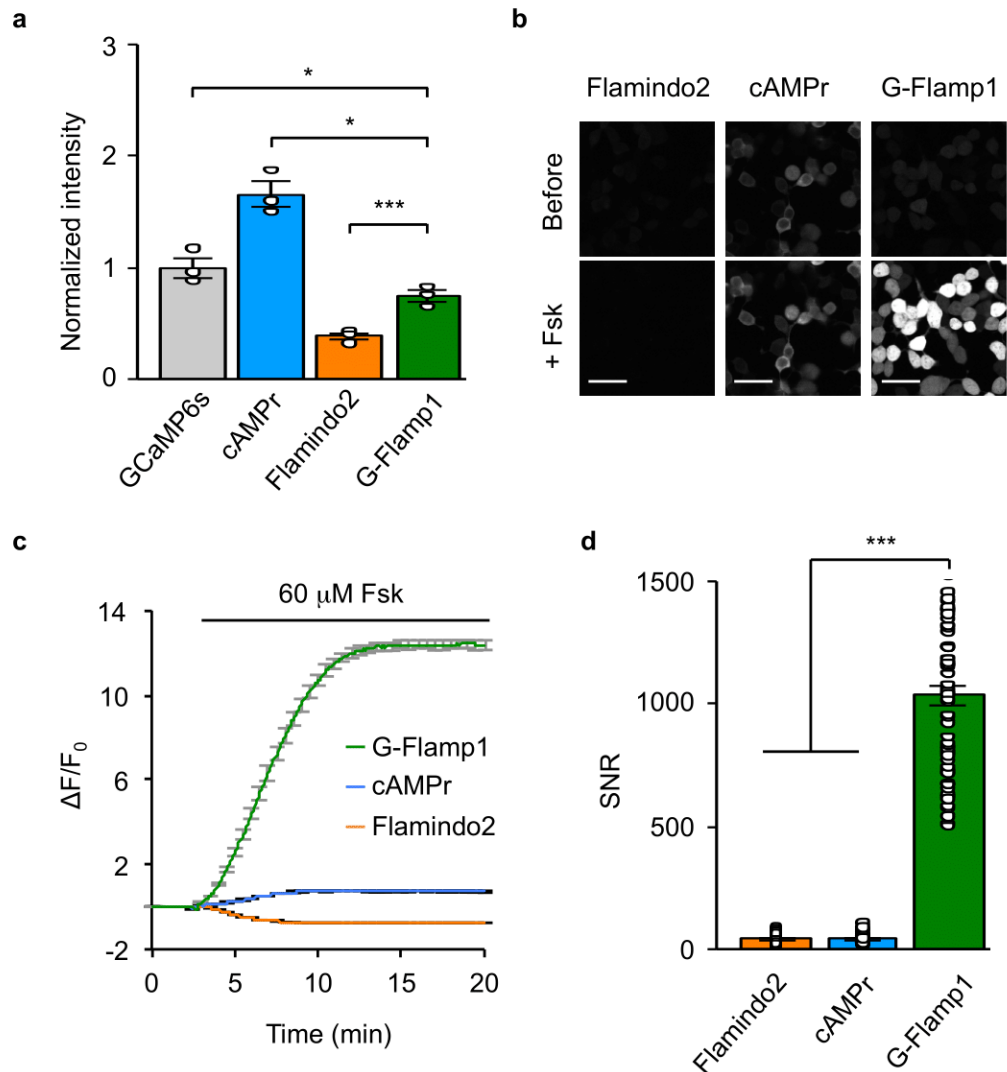 a
3
2
1
0
Normalized intensity
*
*
***
GCaMP6s
cAMPr
Flamindo2
G-Flamp1
b
Flamindo2 cAMPr G-Flamp1
Before
+ Fsk
c
60 μM Fsk
14
10
6
2
-2
ΔF/F0
G-Flamp1
cAMPr
Flamindo2
0 5 10 15 20
Time (min)
d
***
1500
1000
500
0
SNR
Flamindo2
cAMPr
G-Flamp1